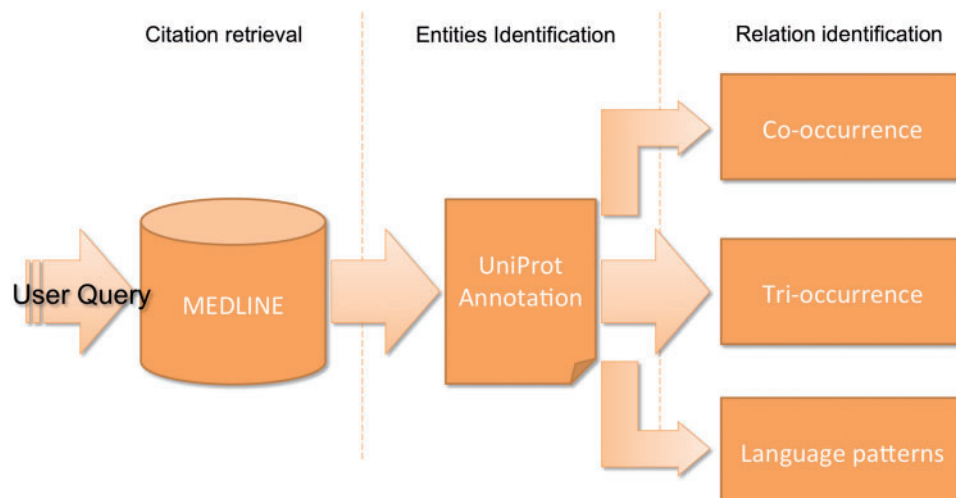 Citation retrieval
Entities Identification
Relation identification
User Query
MEDLINE
UniProt
Annotation
Co-occurrence
Tri-occurrence
Language patterns